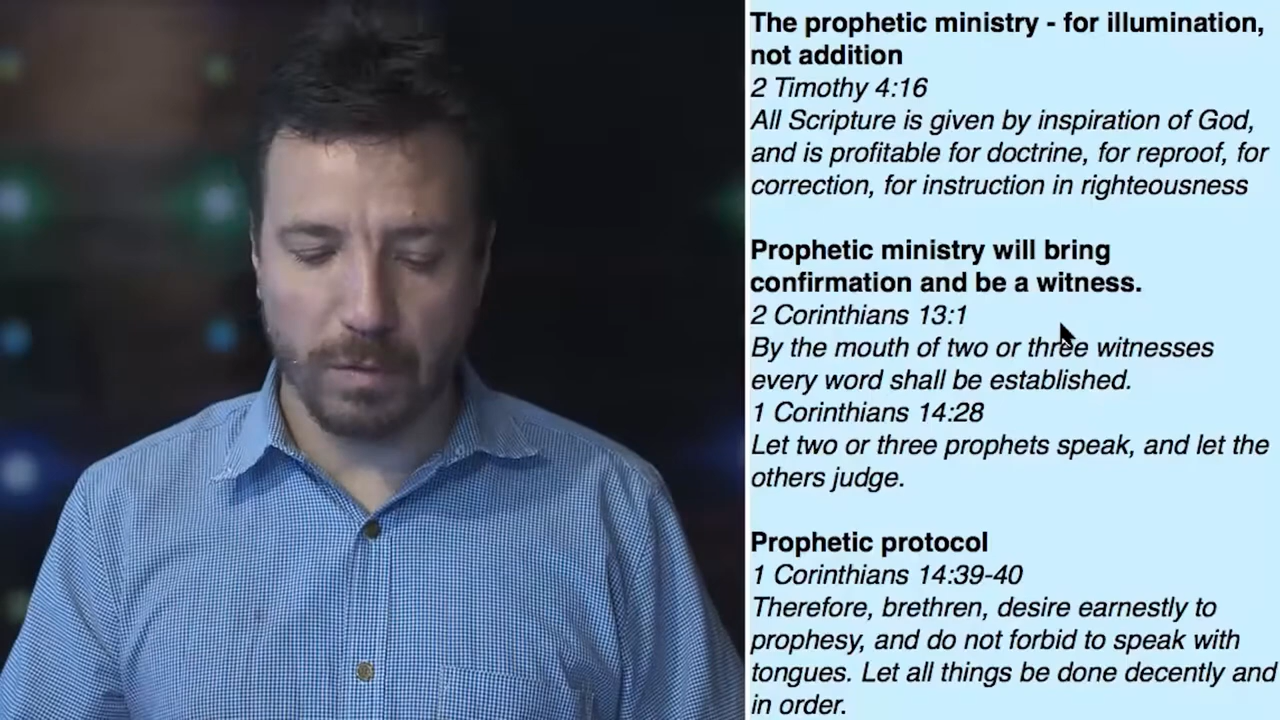 The prophetic ministry - for illumination,
not addition
2 Timothy 4:16
All Scripture is given by inspiration of God,
and is profitable for doctrine, for reproof, for
correction, for instruction in righteousness
Prophetic ministry will bring
confirmation and be a witness.
2 Corinthians 13:1
By the mouth of two or three witnesses
every word shall be established.
1 Corinthians 14:28
Let two or three prophets speak, and let the
others judge.
Prophetic protocol
1 Corinthians 14:39-40
Therefore, brethren, desire earnestly to
prophesy, and do not forbid to speak with
tongues. Let all things be done decently and
in order.